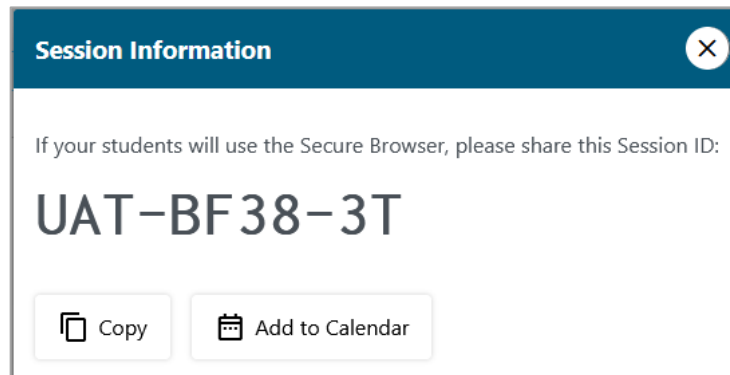 Session Information
If your students will use the Secure Browser, please share this Session ID:
UAT-BF38-3T
Copy
Add to Calendar